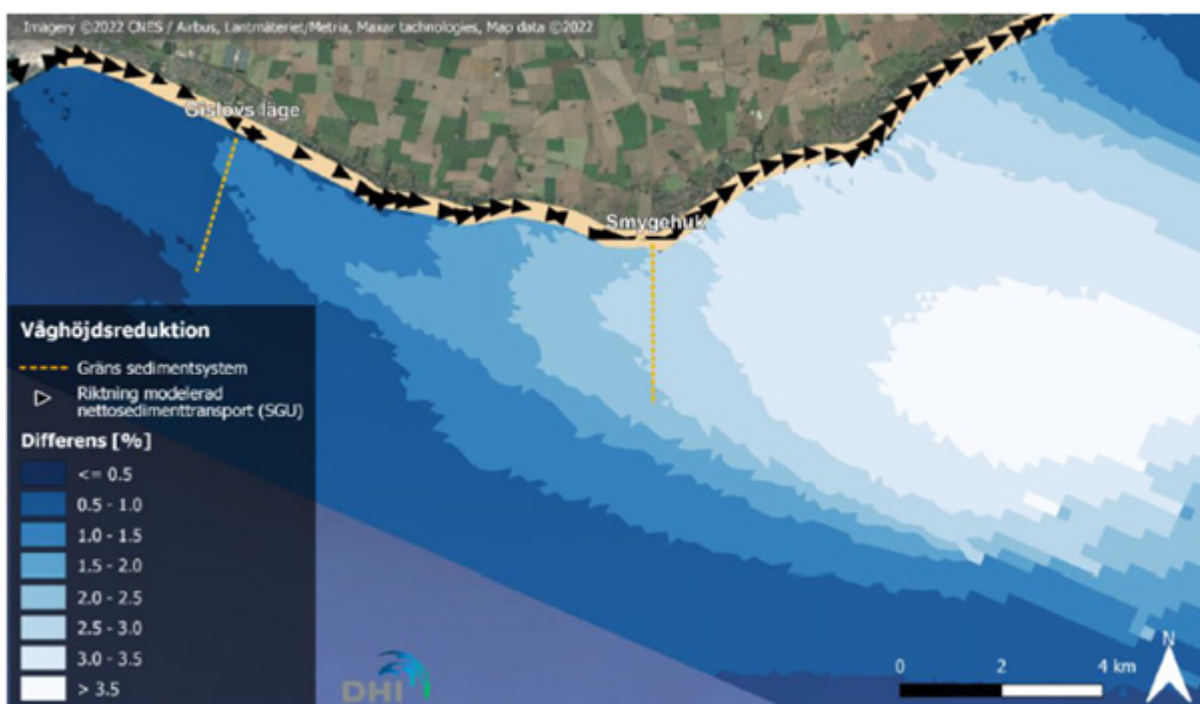 Imagery ©2022 CNES / Airbus, Lantmäteriet/Metria, Maxar technologies, Map data ©2022
Gislövs läge
Smygehuk
Våghöjdsreduktion
Gräns sedimentsystem
Riktning modelerad
nettosedimenttransport (SGU)
Differens [%]
<= 0.5
0.5 - 1.0
1.0 - 1.5
1.5 - 2.0
2.0 - 2.5
2.5 - 3.0
3.0 - 3.5
> 3.5
DHI
0 2 4 km
N